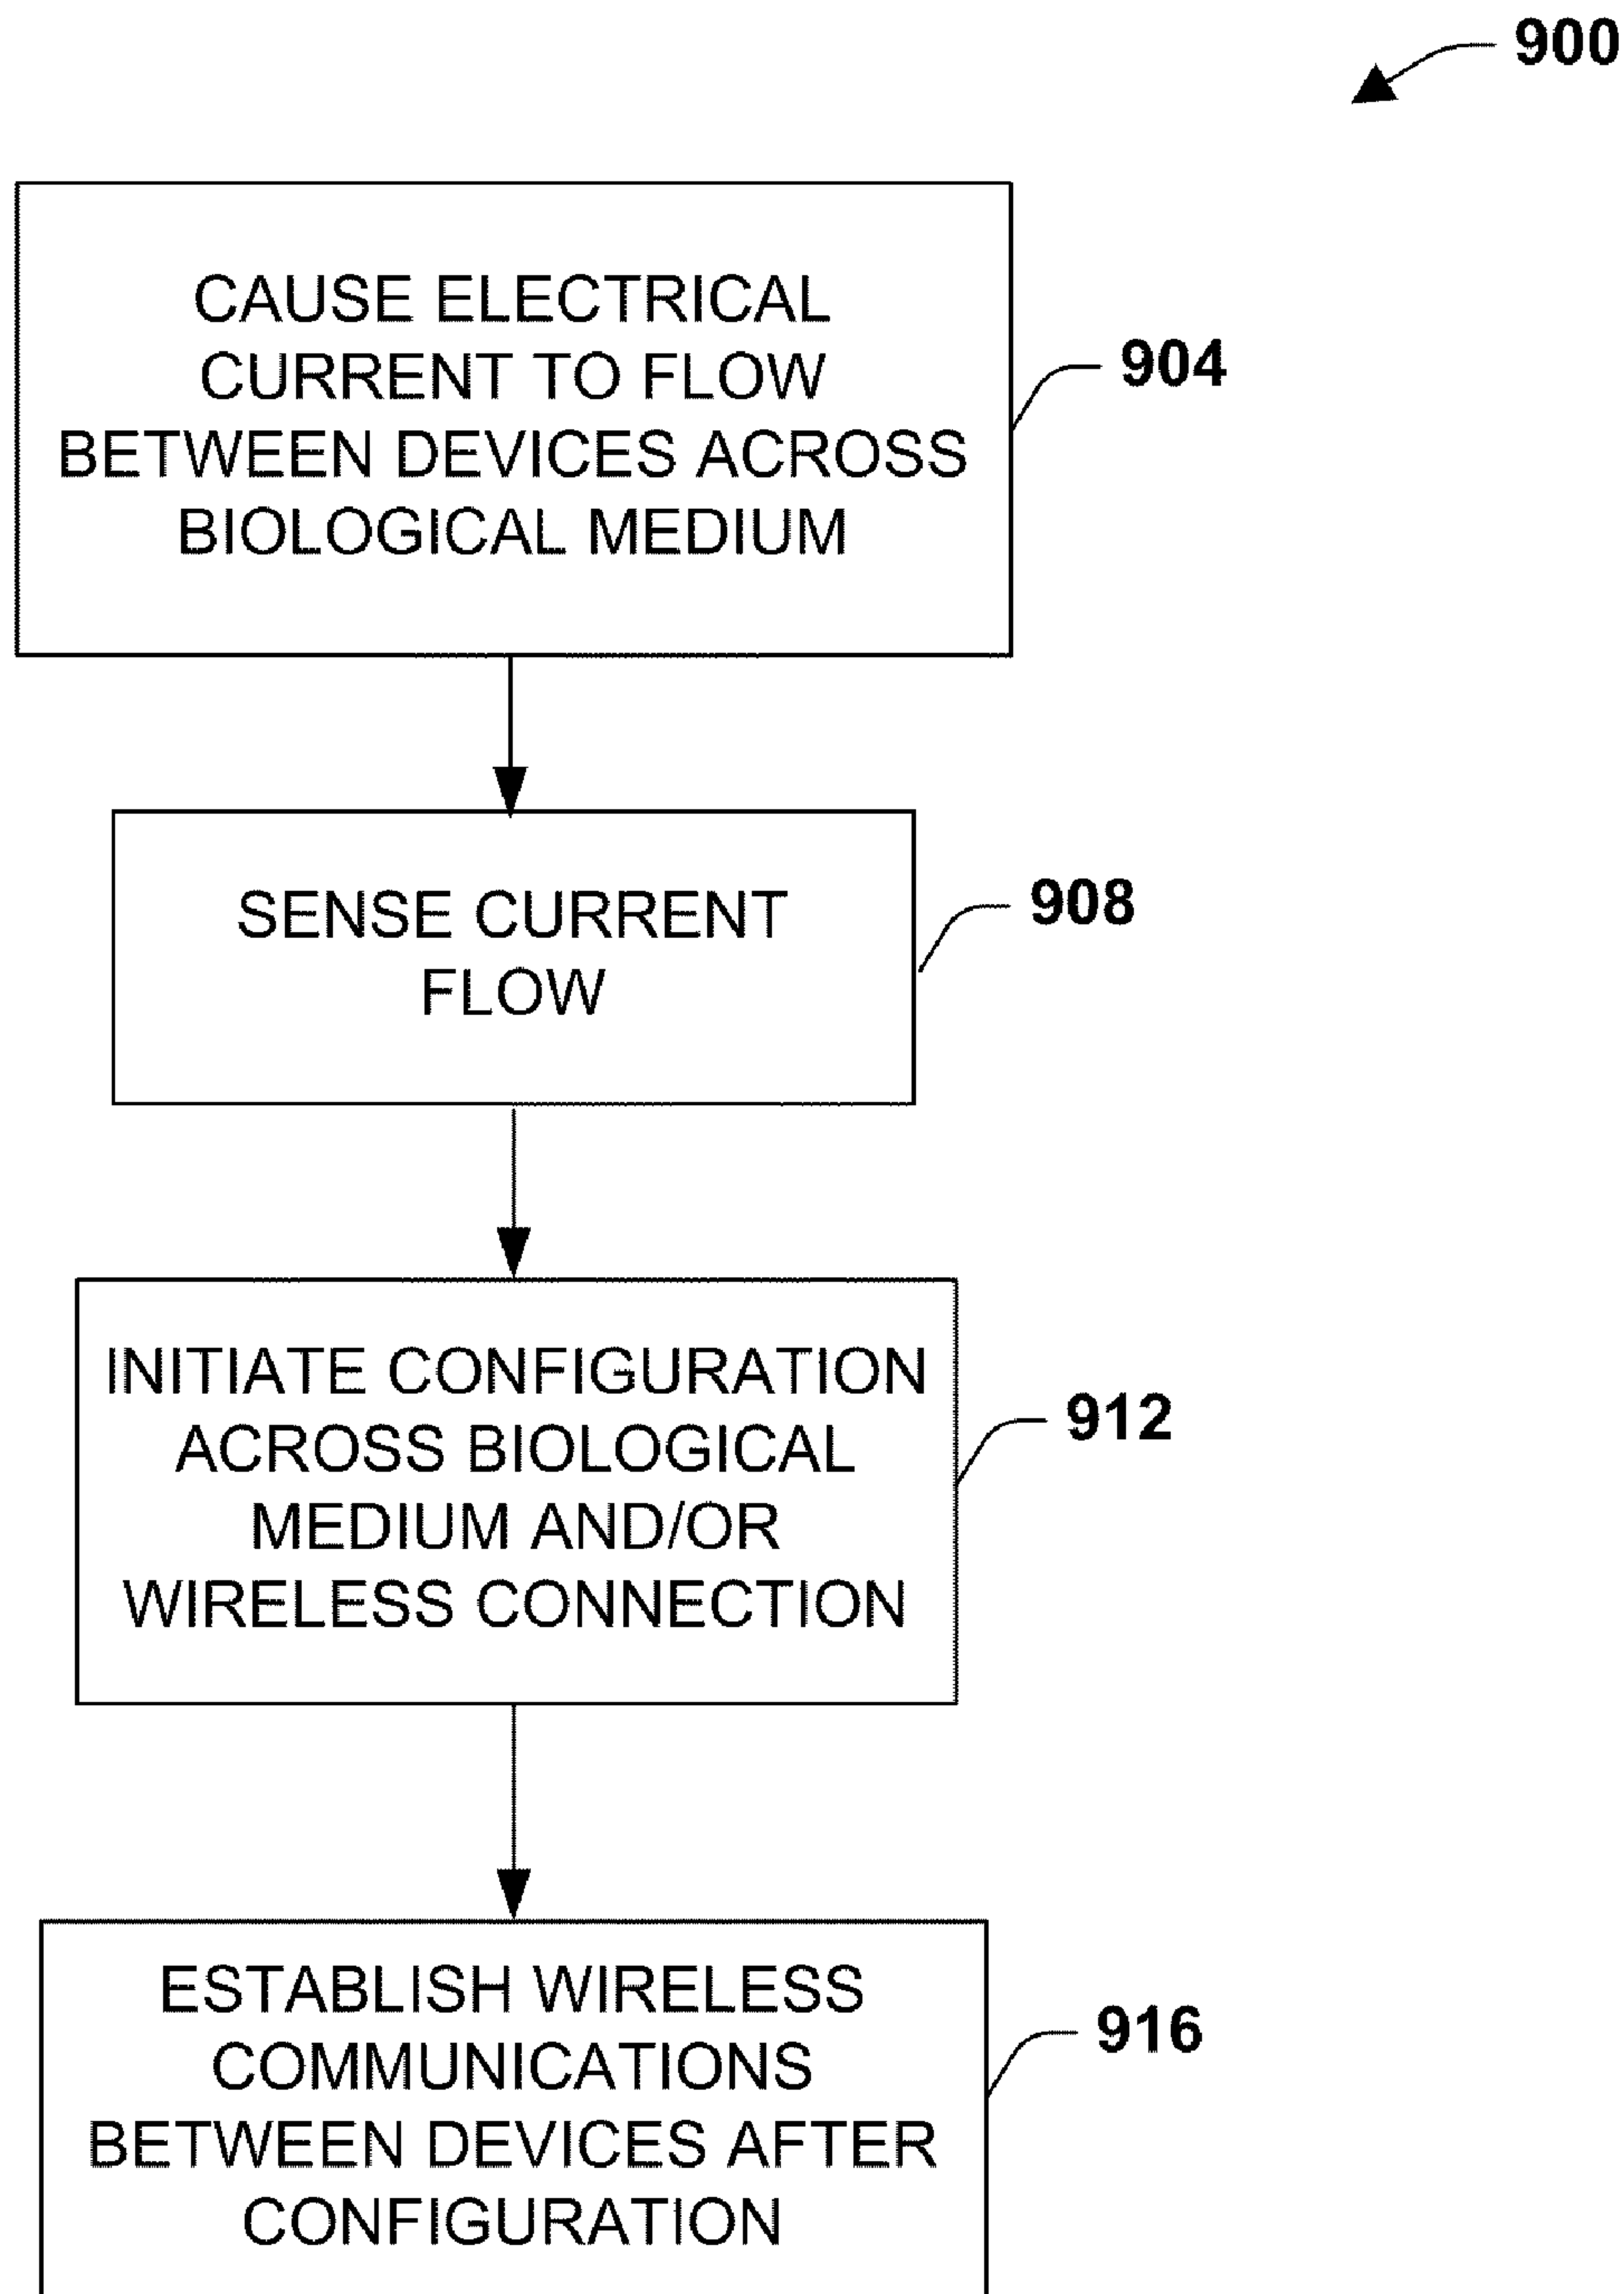 900
CAUSE ELECTRICAL
CURRENT TO FLOW
BETWEEN DEVICES ACROSS
BIOLOGICAL MEDIUM
904
SENSE CURRENT
FLOW
908
INITIATE CONFIGURATION
ACROSS BIOLOGICAL
MEDIUM AND/OR
WIRELESS CONNECTION
912
ESTABLISH WIRELESS
COMMUNICATIONS
BETWEEN DEVICES AFTER
CONFIGURATION
916